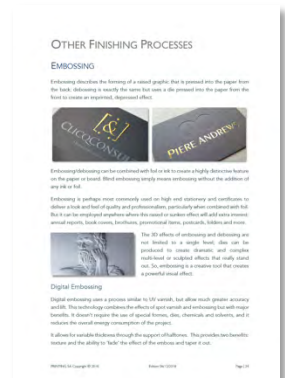 OTHER FINISHING PROCESSES
EMBOSSING
Embossing describes the forming of a raised graphic that is pressed into the paper from
the back; debossing is exactly the same but uses a die pressed into the paper from the
front to create an imprinted, depressed effect.
[&]
CLICQCONSUL
PIERE ANDREW
Embossing/debossing can be combined with foil or ink to create a highly distinctive feature
on the paper or board. Blind embossing simply means embossing without the addition of
any ink or foil.
Embossing is perhaps most commonly used on high end stationery and certificates to
deliver a look and feel of quality and professionalism, particularly when combined with foil.
But it can be employed anywhere where this raised or sunken effect will add extra interest:
annual reports, book covers, brochures, promotional items, postcards, folders and more.
The 3D effects of embossing and debossing are
not limited to a single level; dies can be
produced to create dramatic and complex
multi-level or sculpted effects that really stand
out. So, embossing is a creative tool that creates
a powerful visual effect.
Digital Embossing
Digital embossing uses a process similar to UV varnish, but allow much greater accuracy
and lift. This technology combines the effects of spot varnish and embossing but with major
benefits. It doesn't require the use of special frames, dies, chemicals and solvents, and it
reduces the overall energy consumption of the project.
It allows for variable thickness through the support of halftones. This provides two benefits:
texture and the ability to 'fade' the effect of the emboss and taper it out.